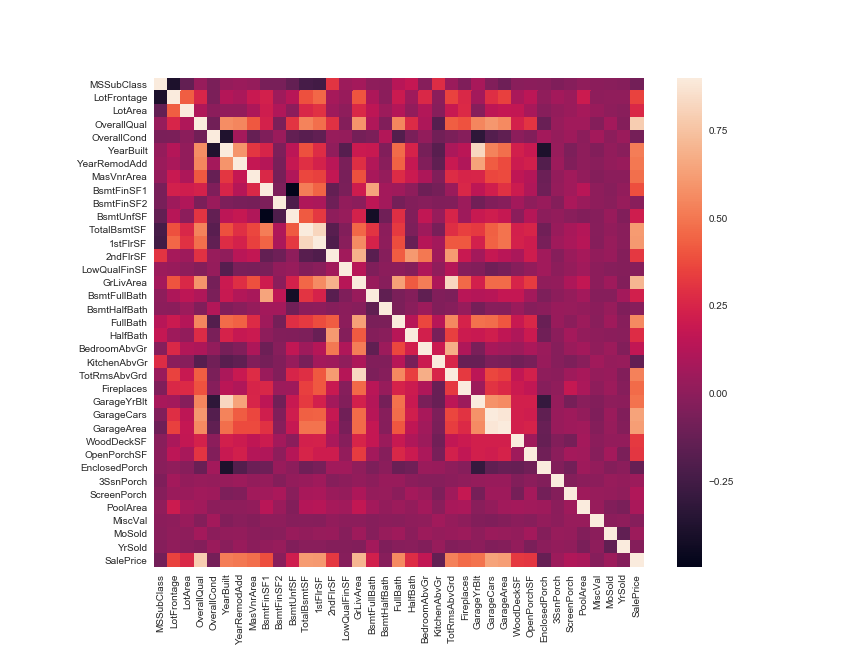 MSSubClass
LotFrontage
LotArea
OverallQual
OverallCond
YearBuilt
YearRemodAdd
MasVnrArea
BsmtFinSF1
BsmtFinSF2
BsmtUnfSF
TotalBsmtSF
1stFlrSF
2ndFlrSF
LowQualFinSF
GrLivArea
BsmtFullBath
BsmtHalfBath
FullBath
HalfBath
BedroomAbvGr
KitchenAbvGr
TotRmsAbvGrd
Fireplaces
GarageYrBlt
GarageCars
GarageArea
WoodDeckSF
OpenPorchSF
EnclosedPorch
3SsnPorch
ScreenPorch
PoolArea
MiscVal
MoSold
YrSold
SalePrice
MSSubClass
LotFrontage
LotArea
OverallQual
OverallCond
YearBuilt
YearRemodAdd
MasVnrArea
BsmtFinSF1
BsmtFinSF2
BsmtUnfSF
TotalBsmtSF
1stFlrSF
2ndFlrSF
LowQualFinSF
GrLivArea
BsmtFullBath
BsmtHalfBath
FullBath
HalfBath
BedroomAbvGr
KitchenAbvGr
TotRmsAbvGrd
Fireplaces
GarageYrBlt
GarageCars
GarageArea
WoodDeckSF
OpenPorchSF
EnclosedPorch
3SsnPorch
ScreenPorch
PoolArea
MiscVal
MoSold
YrSold
SalePrice
0.75
0.50
0.25
0.00
−0.25